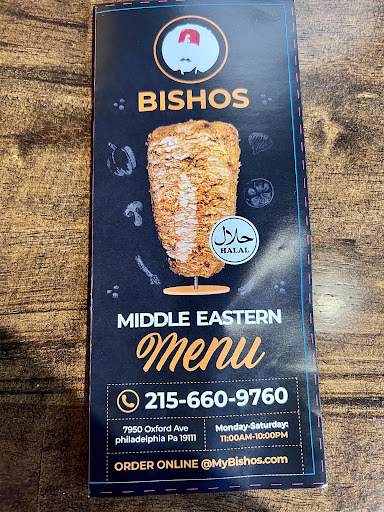 BISHOS
حلال
HALAL
MIDDLE EASTERN
Menu
215-660-9760
7950 Oxford Ave
philadelphia Pa 19111
Monday-Saturday:
11:00AM-10:00PM
ORDER ONLINE @MyBishos.com